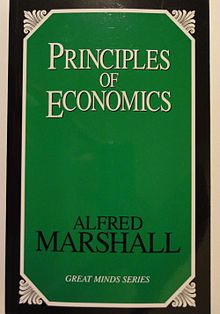 PRINCIPLES
OF
ECONOMICS
ALFRED
MARSHALL
GREAT MINDS SERIES